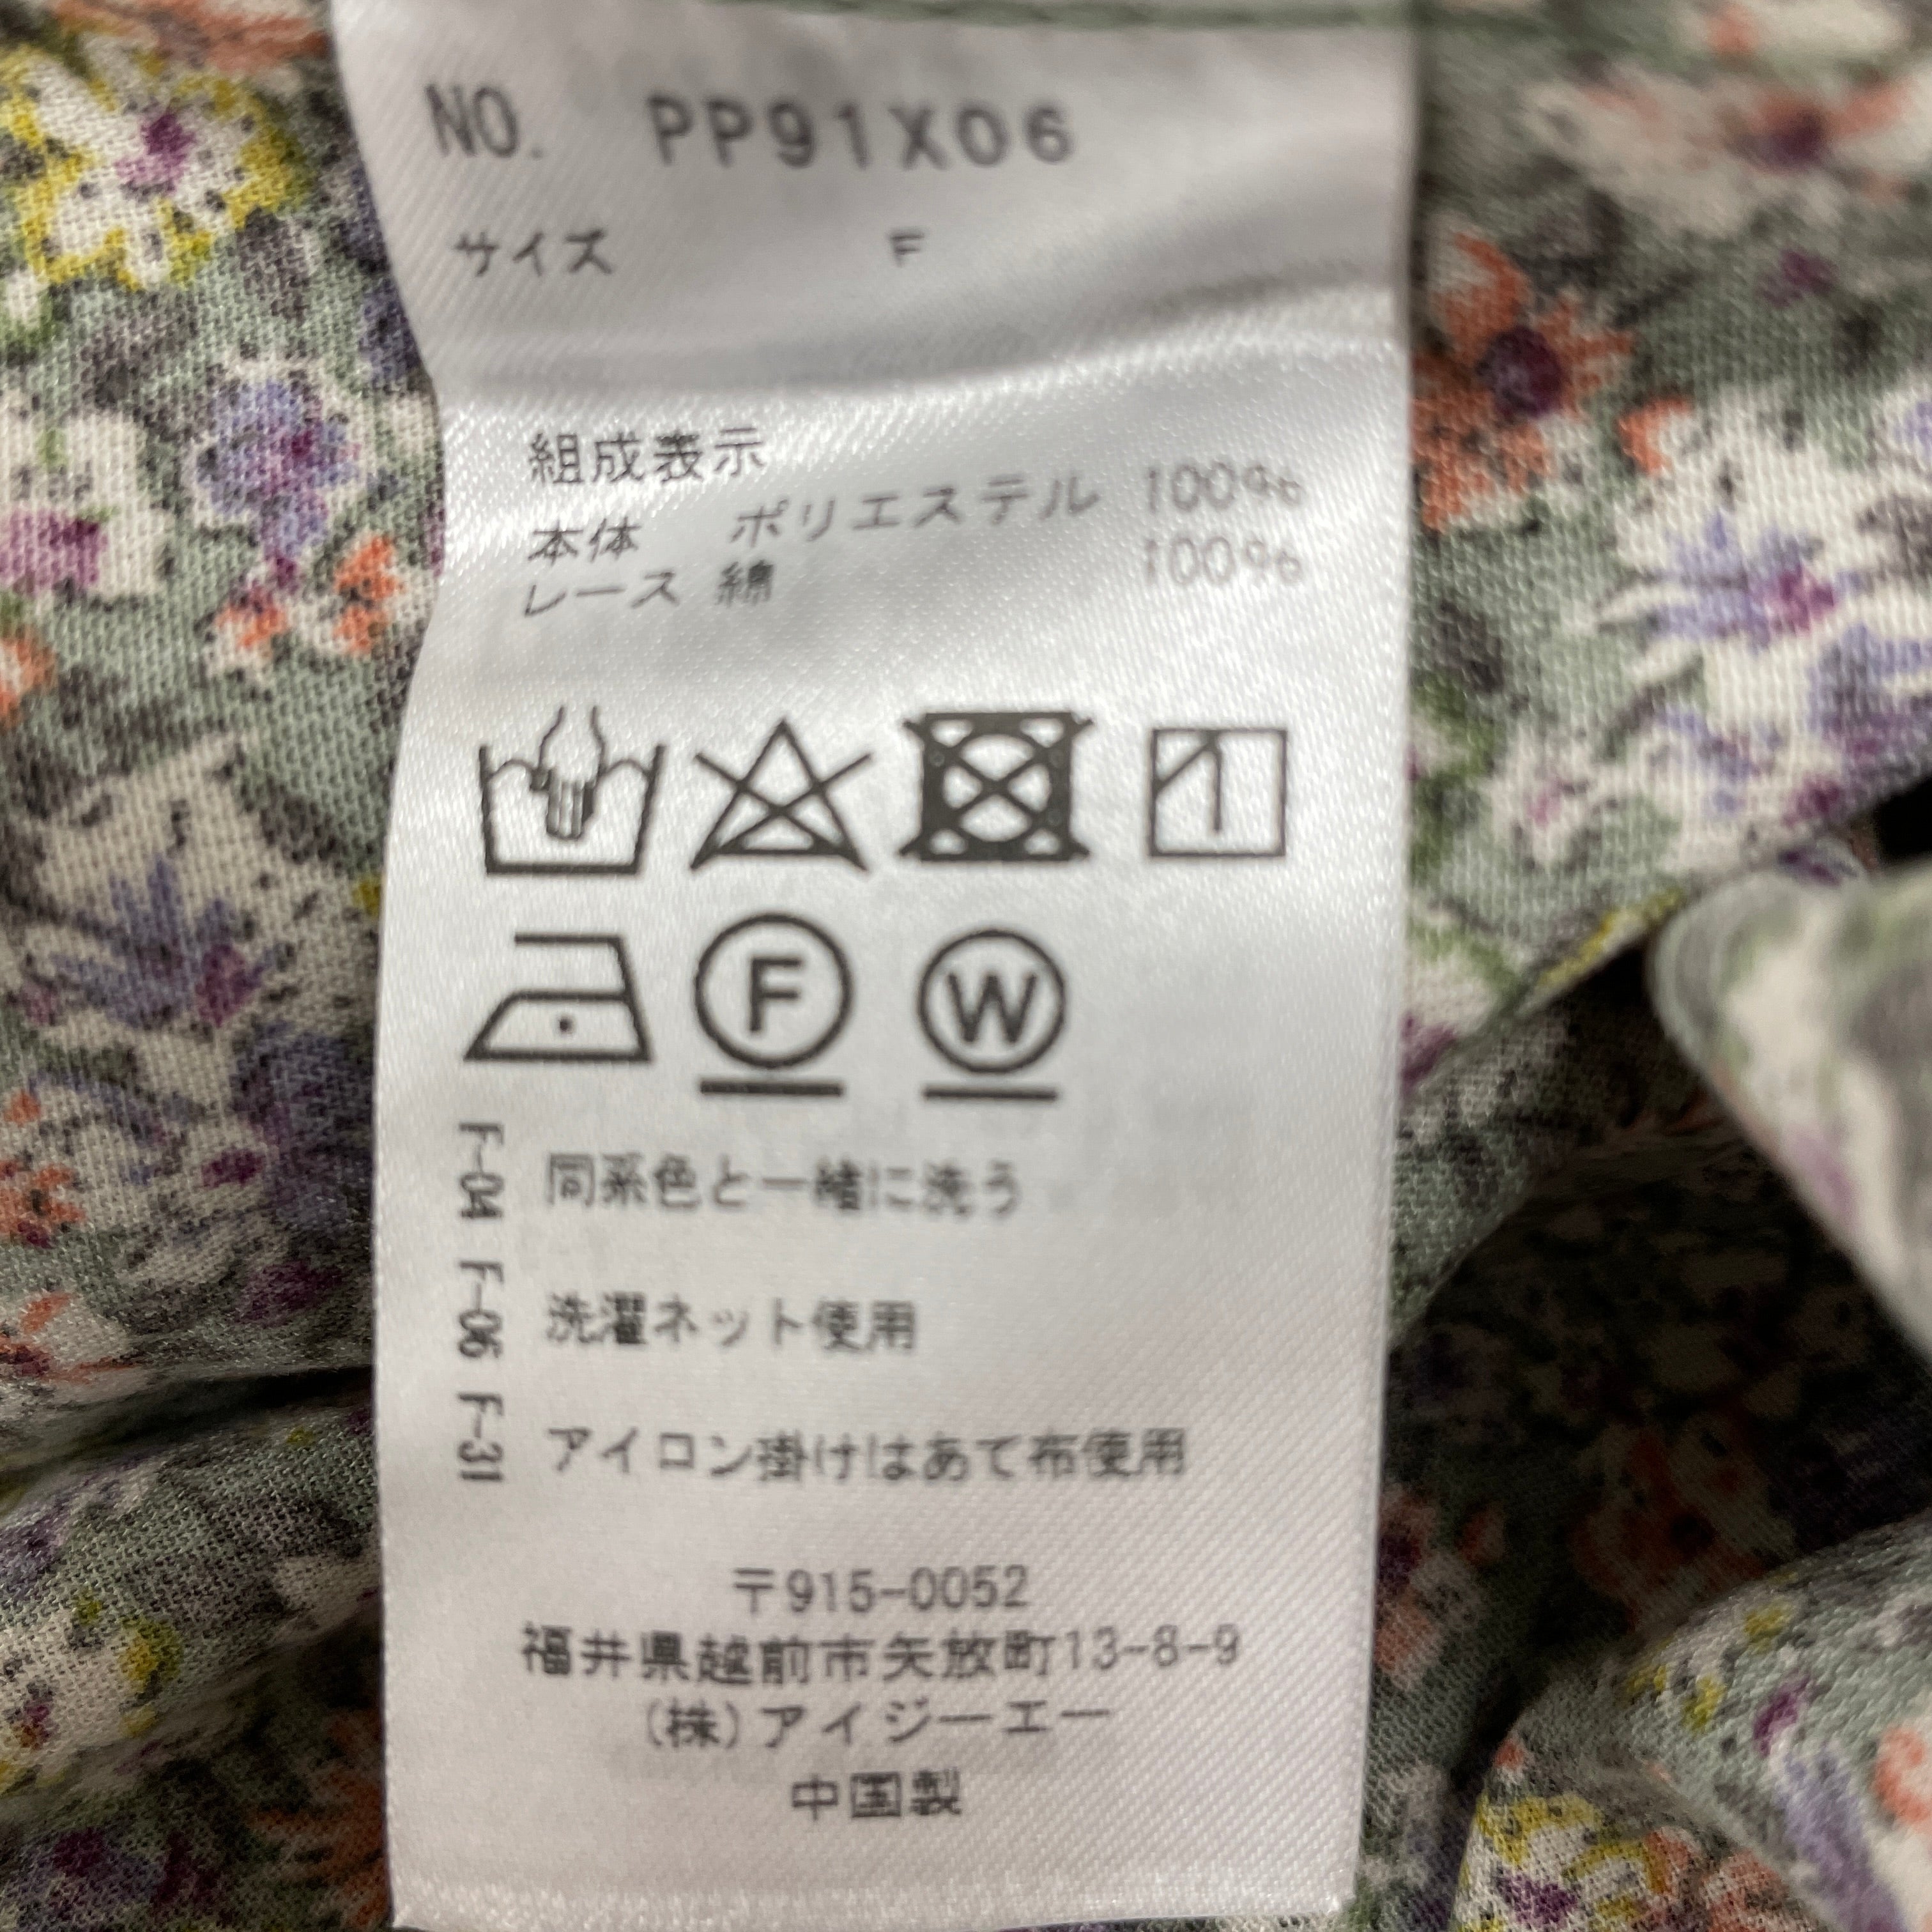 NO. PP91X06
サイズ F
組成表示
本体 ポリエステル 100%
レース 綿 100%
F W
F-04 同系色と一緒に洗う
F-06 洗濯ネット使用
F-31 アイロン掛けはあて布使用
〒915-0052
福井県越前市矢放町13-8-9
(株)アイジーエー
中国製